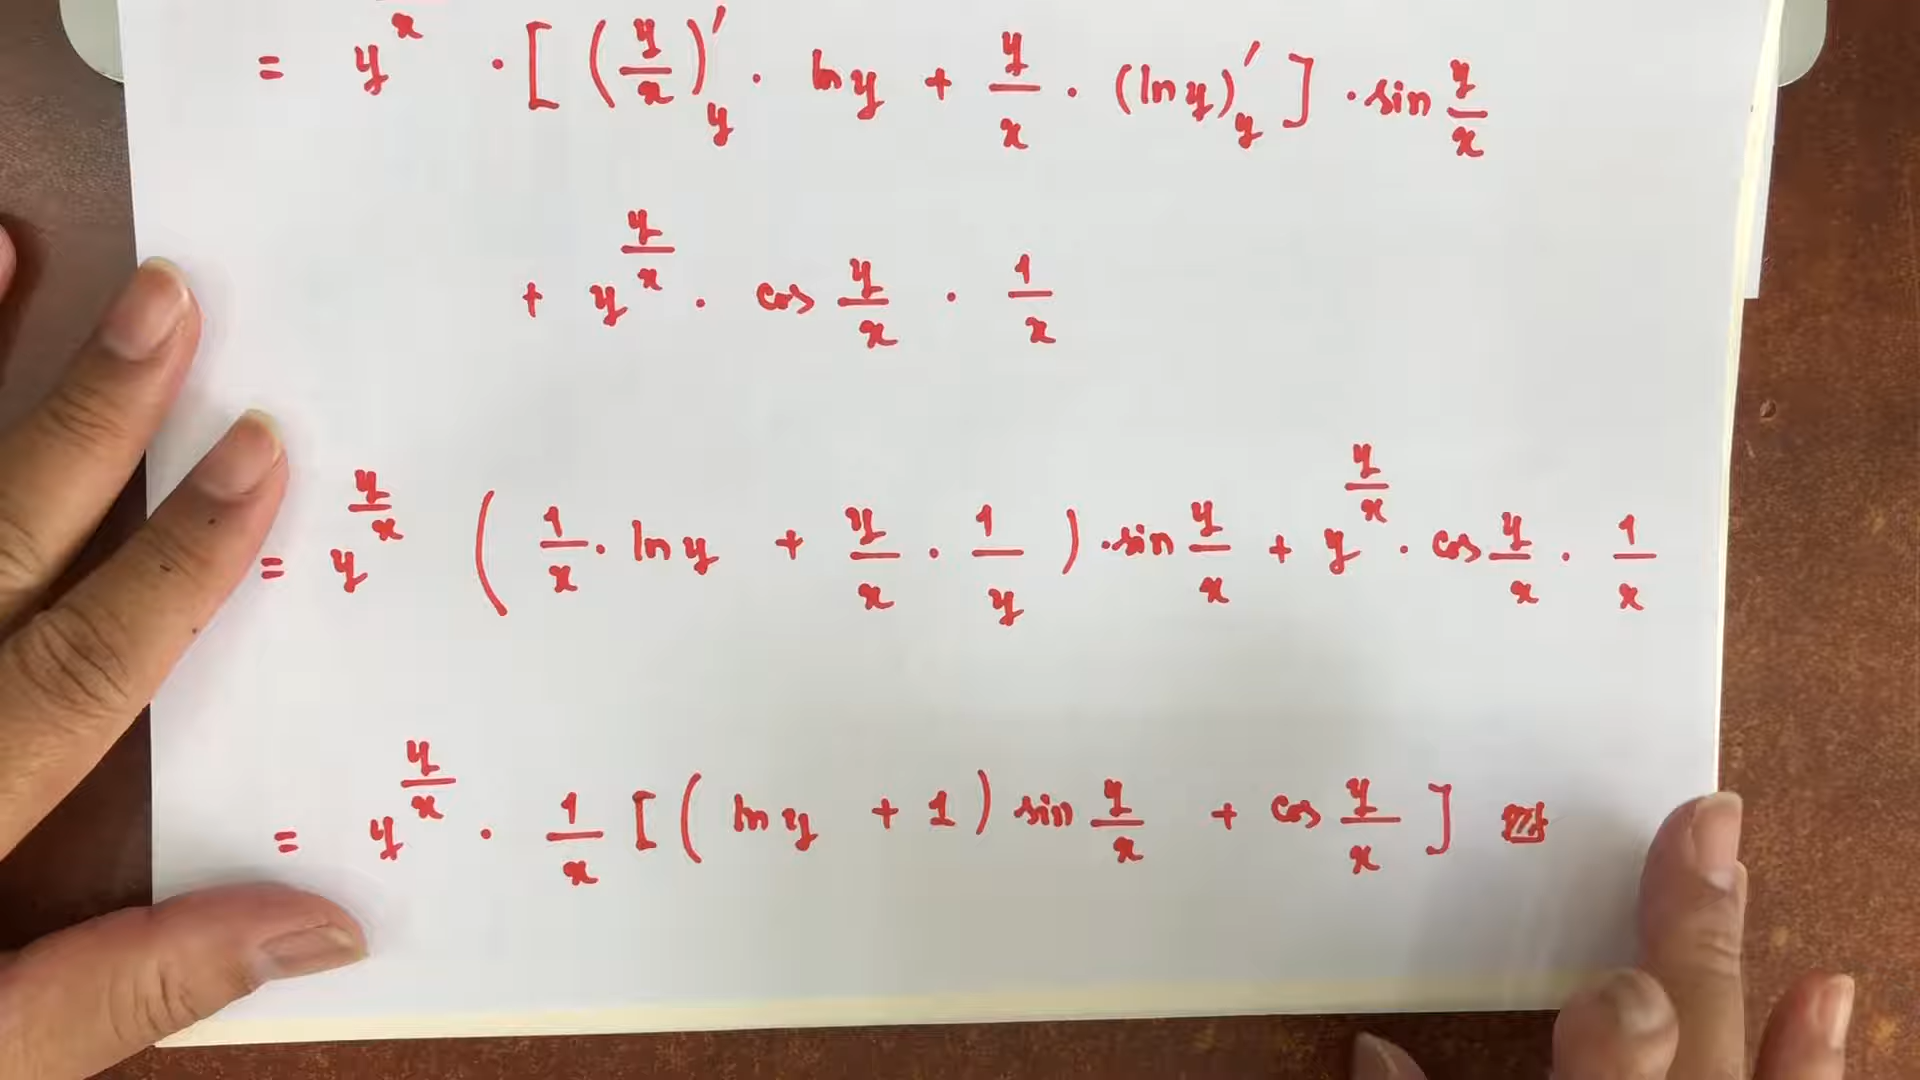 = y^{y/x} · [ (y/x)'_y · ln y + y/x · (ln y)'_y ] · sin y/x
+ y^{y/x} · cos y/x · 1/x
= y^{y/x} ( 1/x · ln y + y/x · 1/y ) · sin y/x + y^{y/x} · cos y/x · 1/x
= y^{y/x} · 1/x [ ( ln y + 1 ) sin y/x + cos y/x ]